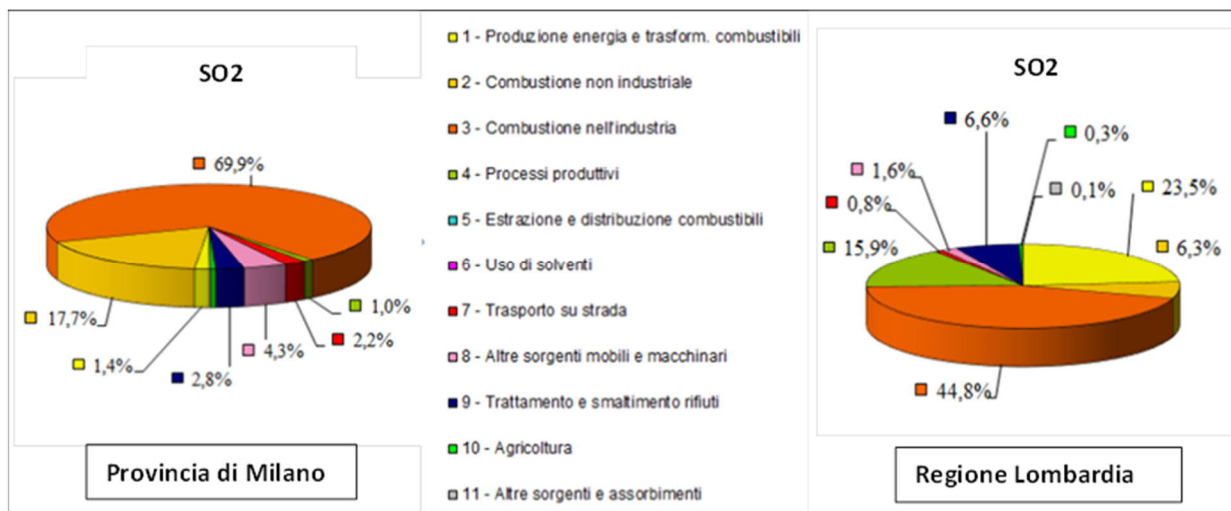 SO2
69,9%
17,7%
1,4%
2,8%
4,3%
2,2%
1,0%
Provincia di Milano
1 - Produzione energia e trasform. combustibili
2 - Combustione non industriale
3 - Combustione nell'industria
4 - Processi produttivi
5 - Estrazione e distribuzione combustibili
6 - Uso di solventi
7 - Trasporto su strada
8 - Altre sorgenti mobili e macchinari
9 - Trattamento e smaltimento rifiuti
10 - Agricoltura
11 - Altre sorgenti e assorbimenti
SO2
6,6%
0,3%
1,6%
0,1%
23,5%
0,8%
15,9%
6,3%
44,8%
Regione Lombardia